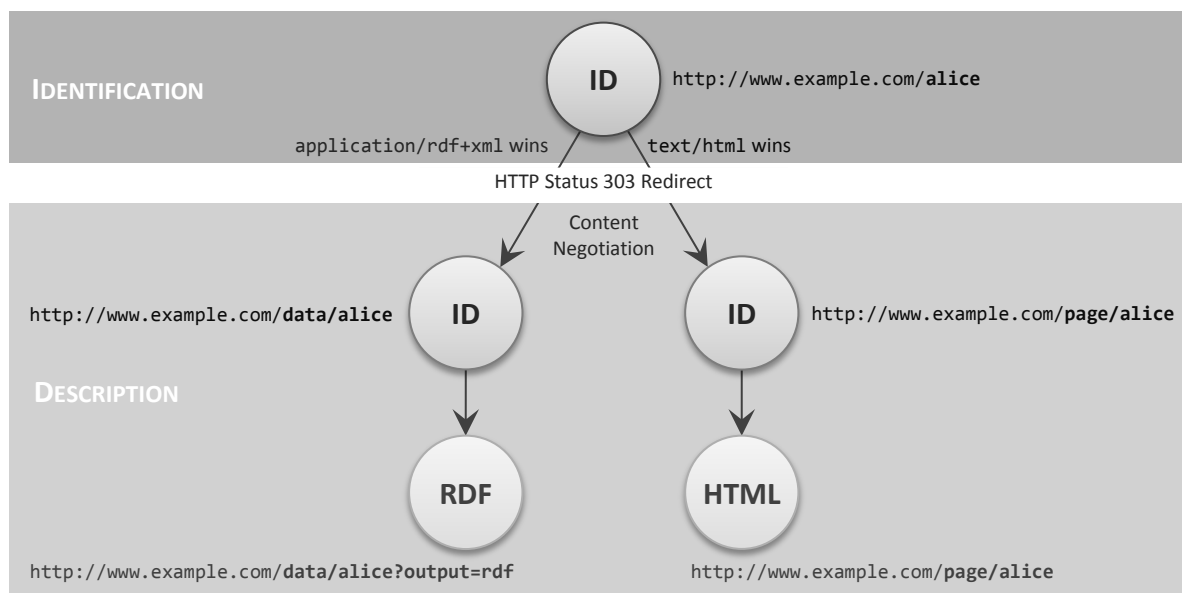 ID
http://www.example.com/alice
IDENTIFICATION
application/rdf+xml wins
text/html wins
HTTP Status 303 Redirect
Content
Negotiation
http://www.example.com/data/alice
ID
ID
http://www.example.com/page/alice
DESCRIPTION
RDF
HTML
http://www.example.com/data/alice?output=rdf
http://www.example.com/page/alice